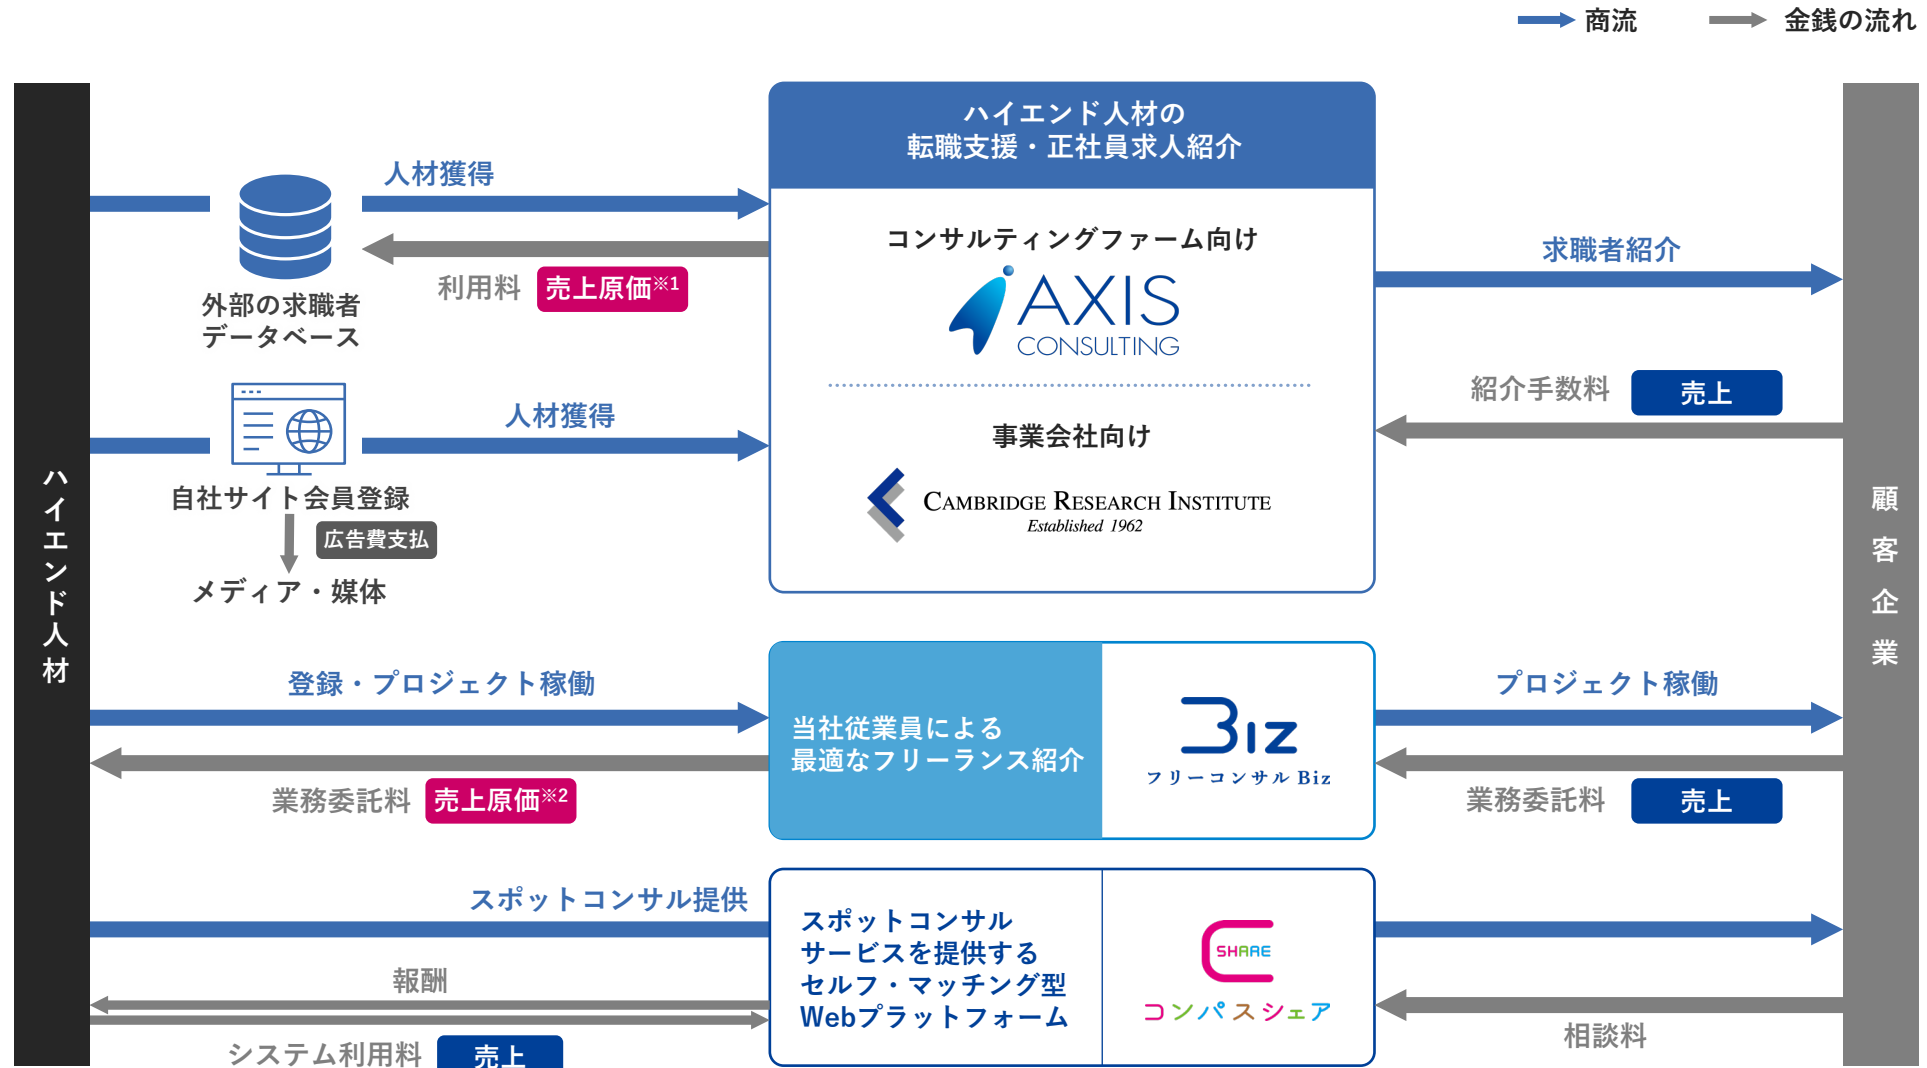 商流
金銭の流れ
ハイエンド人材
ハイエンド人材の
転職支援・正社員求人紹介
人材獲得
利用料
売上原価※1
外部の求職者
データベース
コンサルティングファーム向け
AXIS
CONSULTING
求職者紹介
紹介手数料
売上
人材獲得
自社サイト会員登録
広告費支払
メディア・媒体
事業会社向け
CAMBRIDGE RESEARCH INSTITUTE
Established 1962
顧客企業
登録・プロジェクト稼働
業務委託料
売上原価※2
当社従業員による
最適なフリーランス紹介
Biz
フリーコンサルBiz
プロジェクト稼働
業務委託料
売上
スポットコンサル提供
報酬
システム利用料
売上
スポットコンサル
サービスを提供する
セルフ・マッチング型
Webプラットフォーム
SHARE
コンパスシェア
相談料